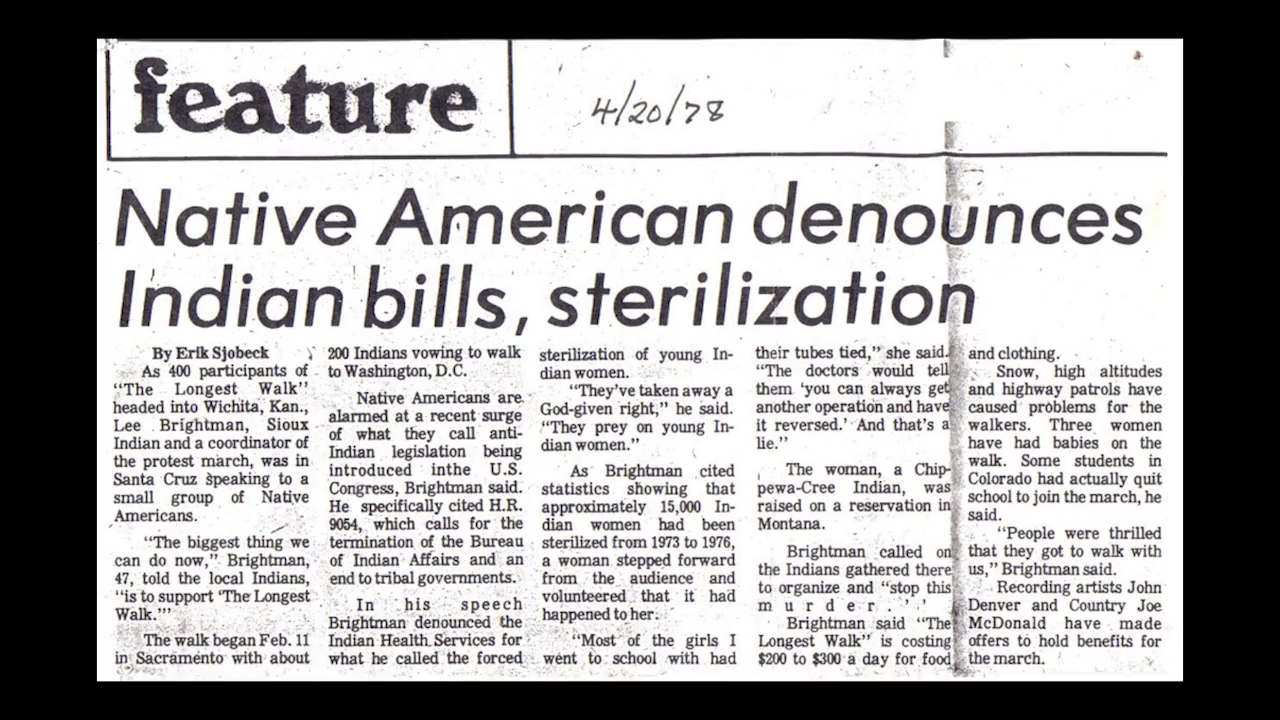 feature
4/20/78
Native American denounces
Indian bills, sterilization
By Erik Sjobeck
As 400 participants of
“The Longest Walk”
headed into Wichita, Kan.,
Lee Brightman, Sioux
Indian and a coordinator of
the protest march, was in
Santa Cruz speaking to a
small group of Native
Americans.
“The biggest thing we
can do now,” Brightman,
47, told the local Indians,
“is to support ‘The Longest
Walk.’”
The walk began Feb. 11
in Sacramento with about
200 Indians vowing to walk
to Washington, D.C.
Native Americans are
alarmed at a recent surge
of what they call anti-
Indian legislation being
introduced inthe U.S.
Congress, Brightman said.
He specifically cited H.R.
9054, which calls for the
termination of the Bureau
of Indian Affairs and an
end to tribal governments.
In his speech
Brightman denounced the
Indian Health Services for
what he called the forced
sterilization of young In-
dian women.
“They’ve taken away a
God-given right,” he said.
“They prey on young In-
dian women.”
As Brightman cited
statistics showing that
approximately 15,000 In-
dian women had been
sterilized from 1973 to 1976,
a woman stepped forward
from the audience and
volunteered that it had
happened to her.
“Most of the girls I
went to school with had
their tubes tied,” she said.
“The doctors would tell
them ‘you can always get
another operation and have
it reversed.’ And that’s a
lie.”
The woman, a Chip-
pewa-Cree Indian, was
raised on a reservation in
Montana.
Brightman called on
the Indians gathered there
to organize and “stop this
murder.’’
Brightman said “The
Longest Walk” is costing
$200 to $300 a day for food
and clothing.
Snow, high altitudes
and highway patrols have
caused problems for the
walkers. Three women
have had babies on the
walk. Some students in
Colorado had actually quit
school to join the march, he
said.
“People were thrilled
that they got to walk with
us,” Brightman said.
Recording artists John
Denver and Country Joe
McDonald have made
offers to hold benefits for
the march.